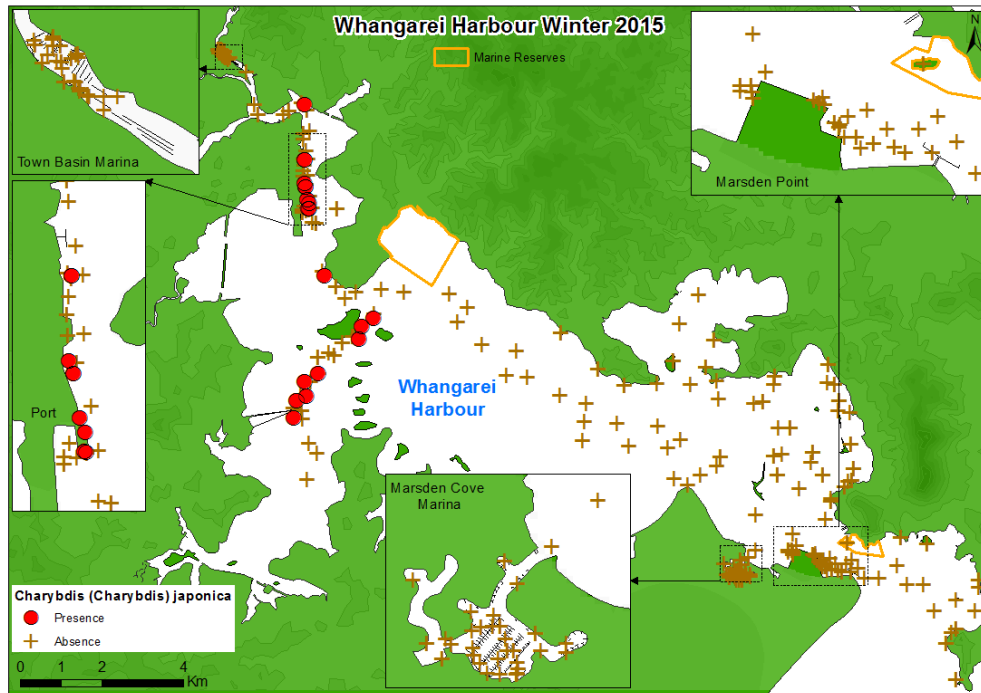 Whangarei Harbour Winter 2015
Marine Reserves
N
Town Basin Marina
Marsden Point
Port
Whangarei
Harbour
Marsden Cove
Marina
Charybdis (Charybdis) japonica
Presence
Absence
0 1 2 4
Km